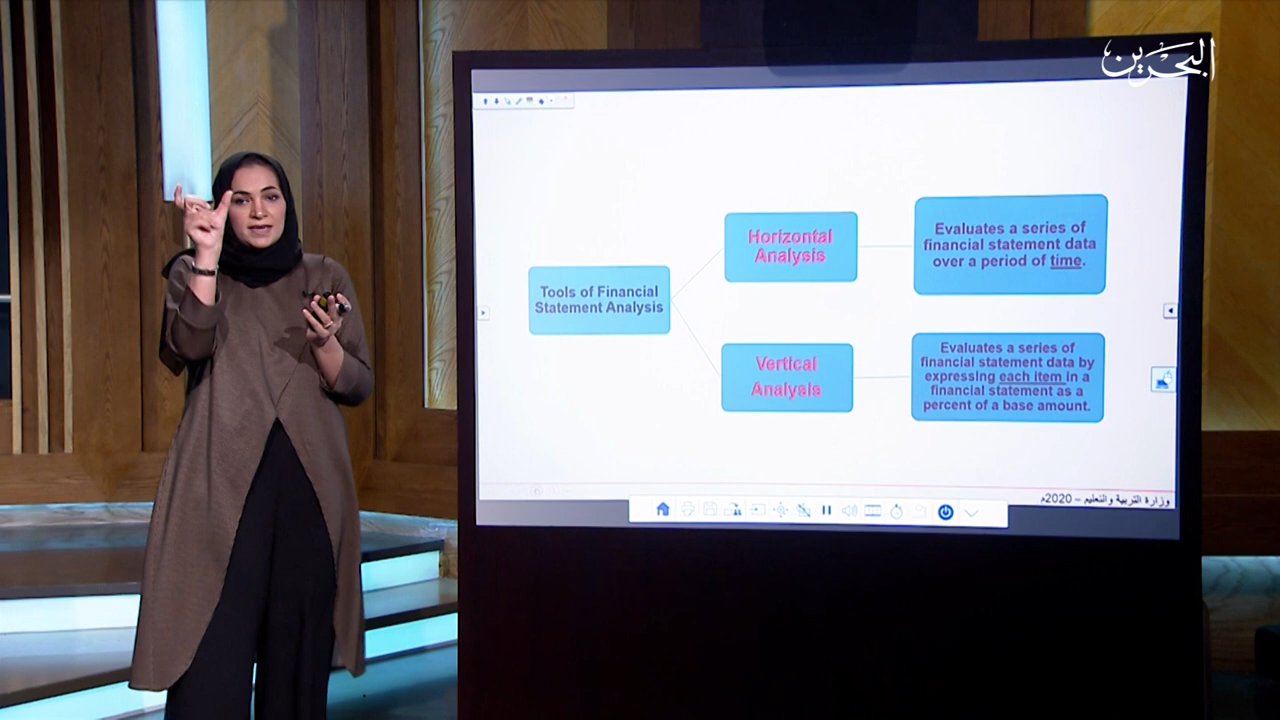 البحرين
Tools of Financial
Statement Analysis
Horizontal
Analysis
Evaluates a series of
financial statement data
over a period of time.
Vertical
Analysis
Evaluates a series of
financial statement data by
expressing each item in a
financial statement as a
percent of a base amount.
وزارة التربية والتعليم – 2020م